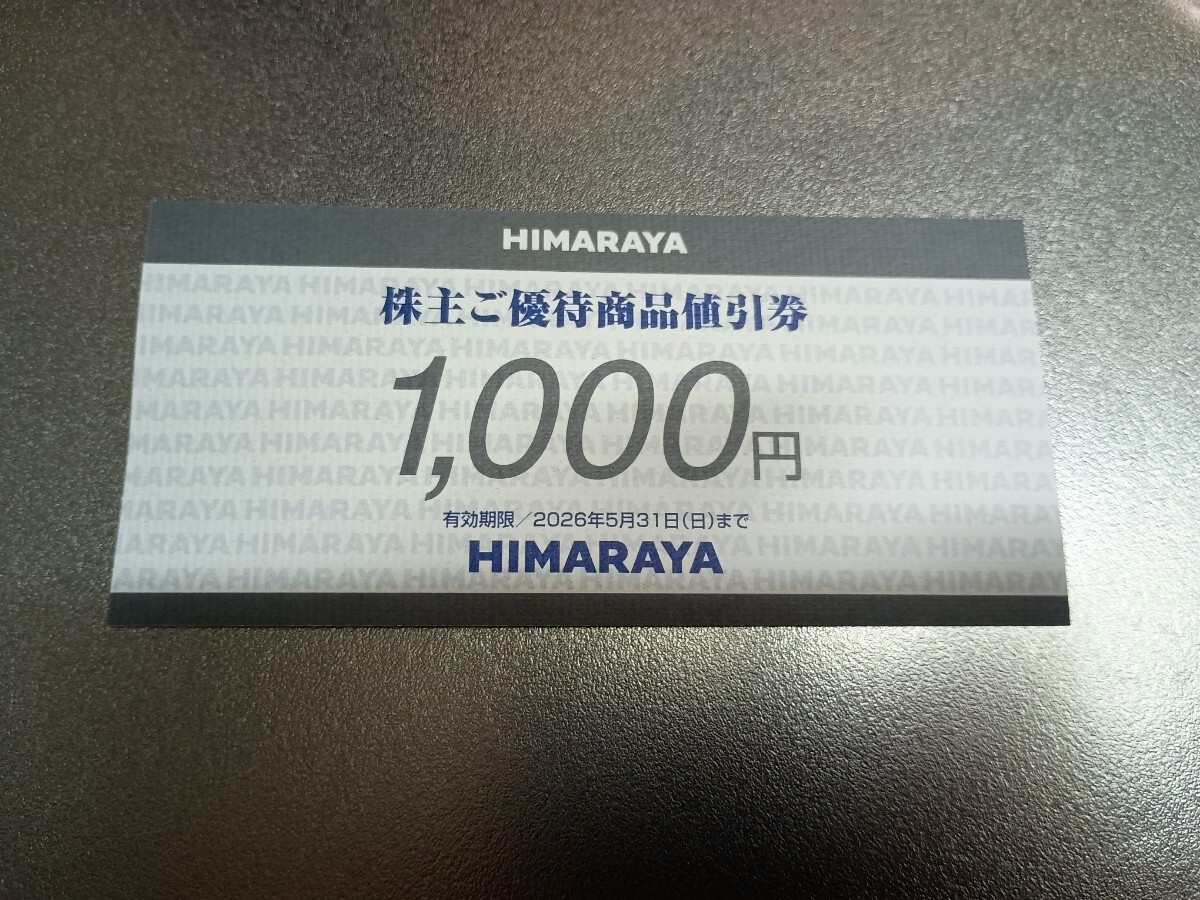 HIMARAYA
株主ご優待商品値引券
1,000円
有効期限／2026年5月31日(日)まで
HIMARAYA